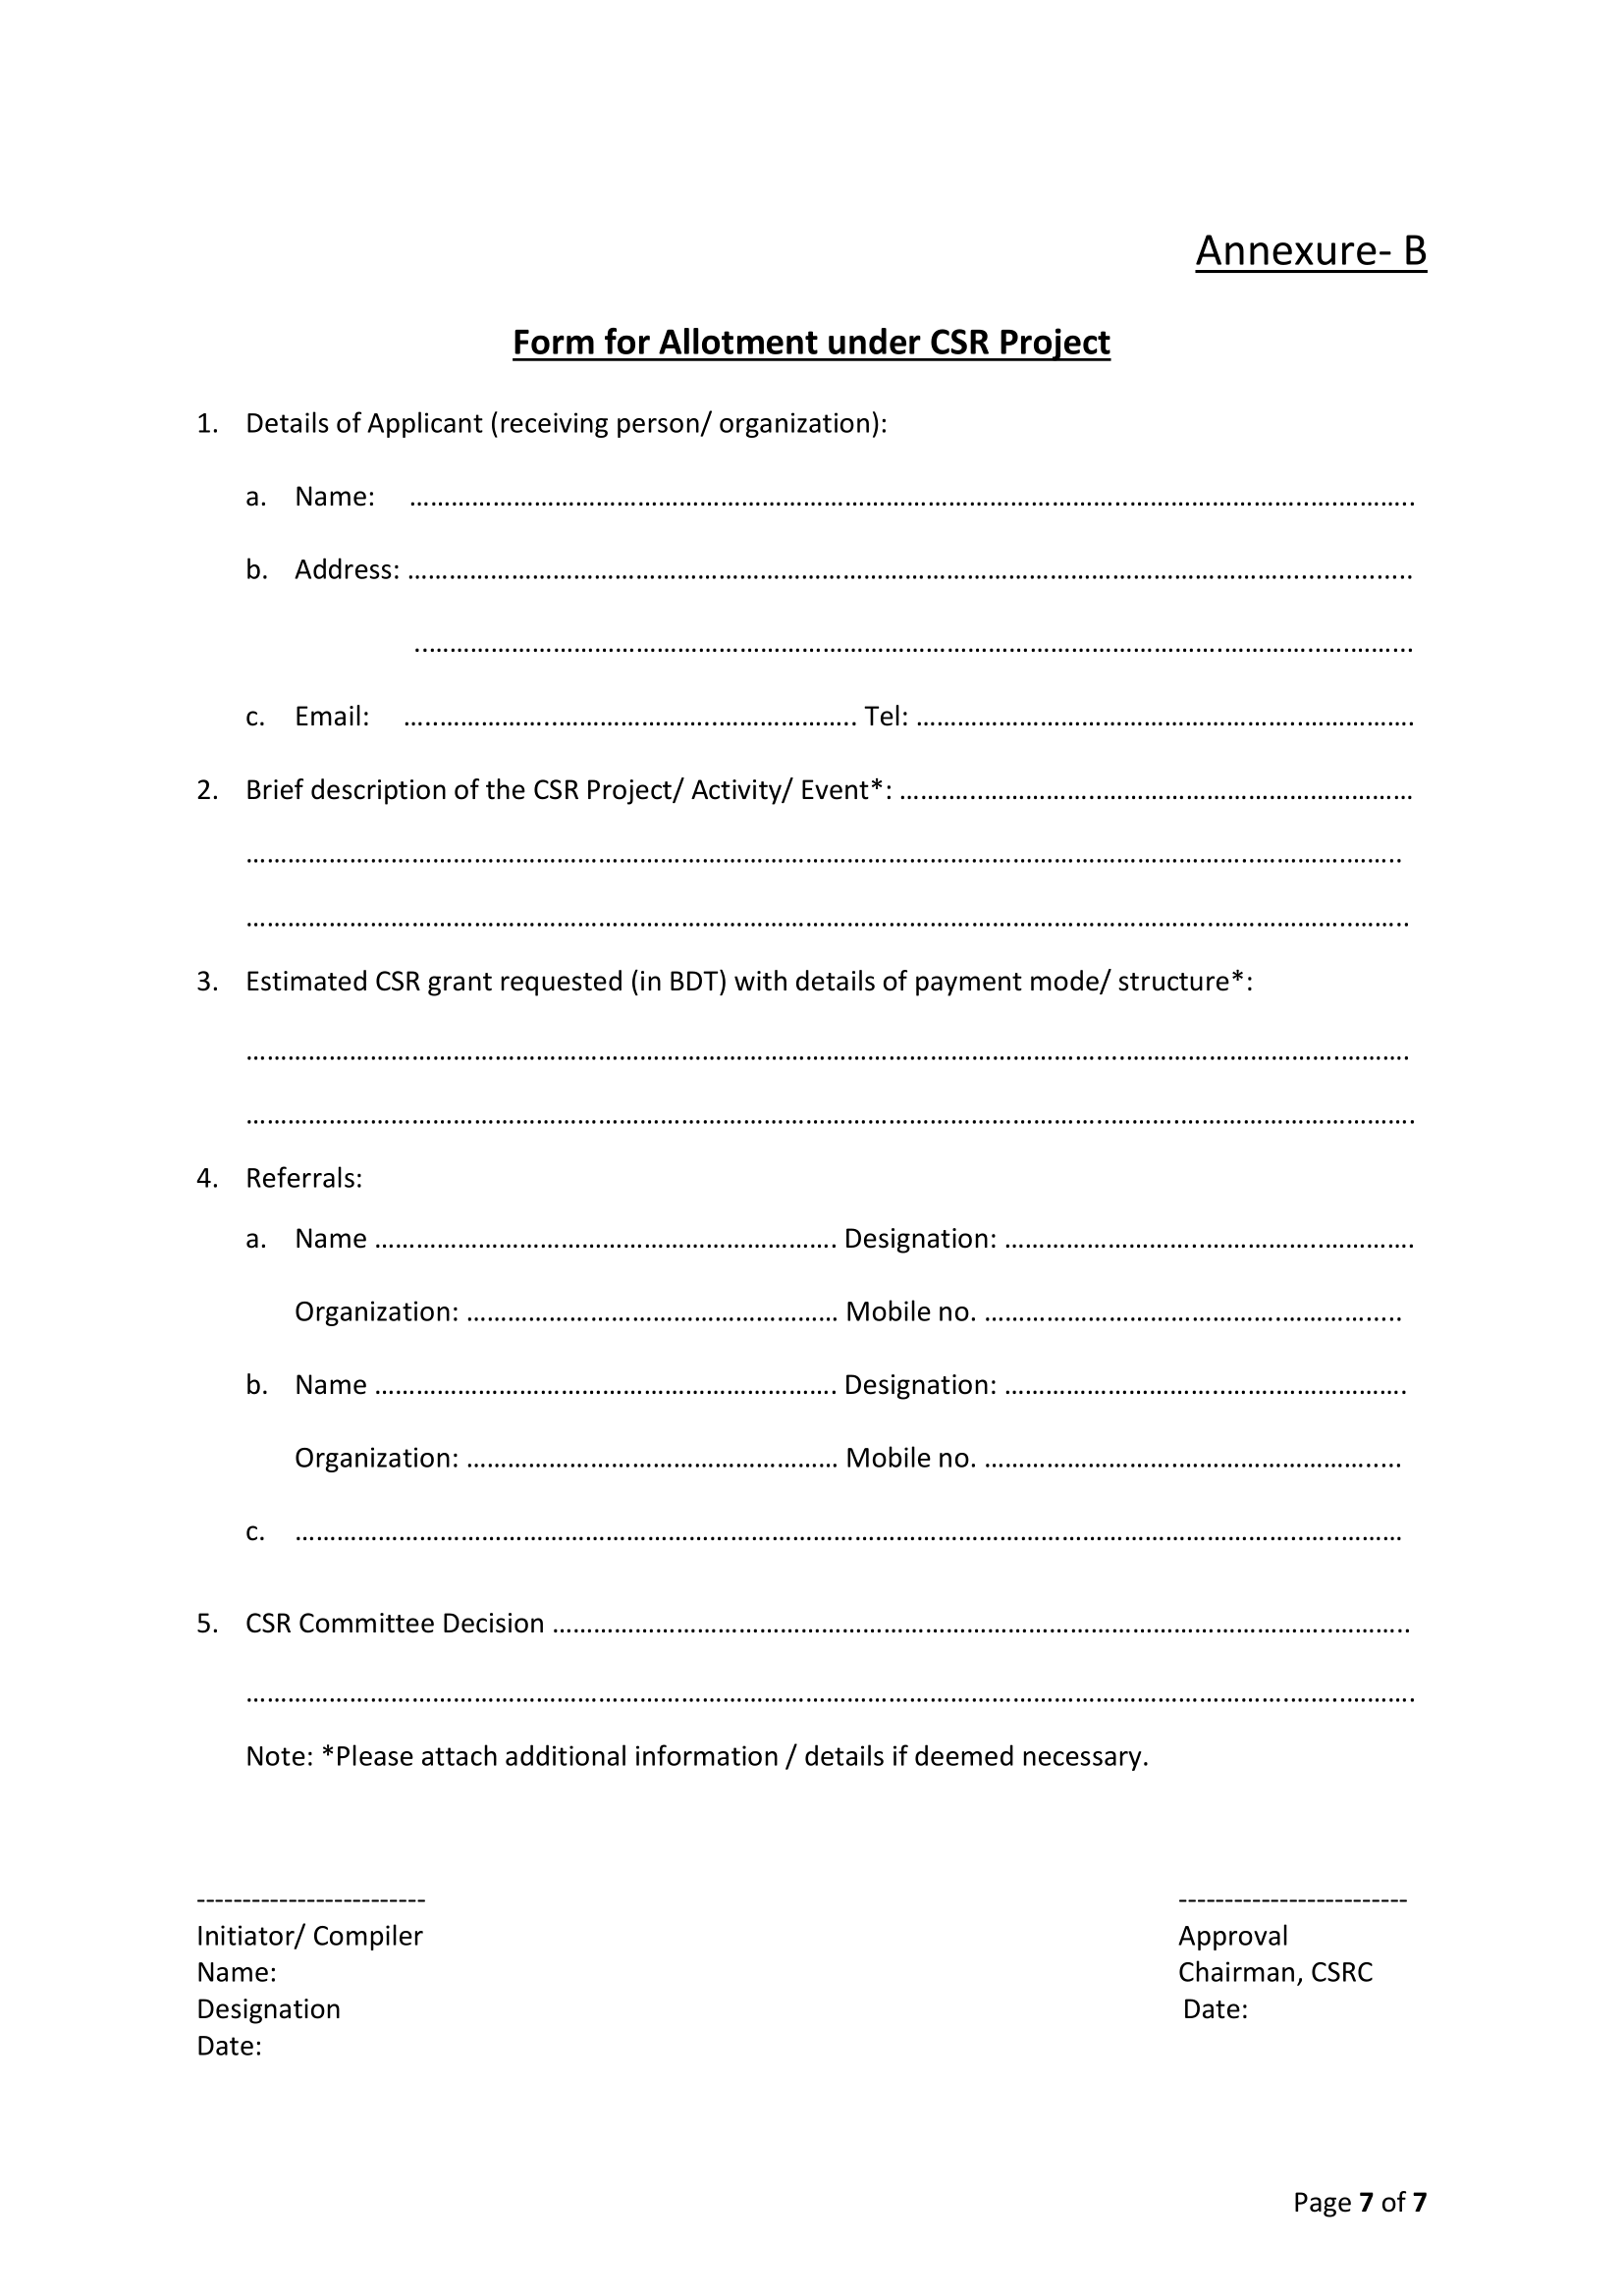 Annexure- B
Form for Allotment under CSR Project
1. Details of Applicant (receiving person/ organization):
a. Name: ……………………………………………………………………………………………………
b. Address: ……………………………………………………………………………………………………
……………………………………………………………………………………………………
c. Email: …………………………………………… Tel: ……………………………………………
2. Brief description of the CSR Project/ Activity/ Event*: ……………………………………………
……………………………………………………………………………………………………
……………………………………………………………………………………………………
3. Estimated CSR grant requested (in BDT) with details of payment mode/ structure*:
……………………………………………………………………………………………………
……………………………………………………………………………………………………
4. Referrals:
a. Name …………………………………………… Designation: ……………………………………………
Organization: …………………………………… Mobile no. ……………………………………………
b. Name …………………………………………… Designation: ……………………………………………
Organization: …………………………………… Mobile no. ……………………………………………
c. ……………………………………………………………………………………………………
5. CSR Committee Decision ……………………………………………………………………………
……………………………………………………………………………………………………
Note: *Please attach additional information / details if deemed necessary.
------------------------- -------------------------
Initiator/ Compiler Approval
Name: Chairman, CSRC
Designation Date:
Date:
Page 7 of 7